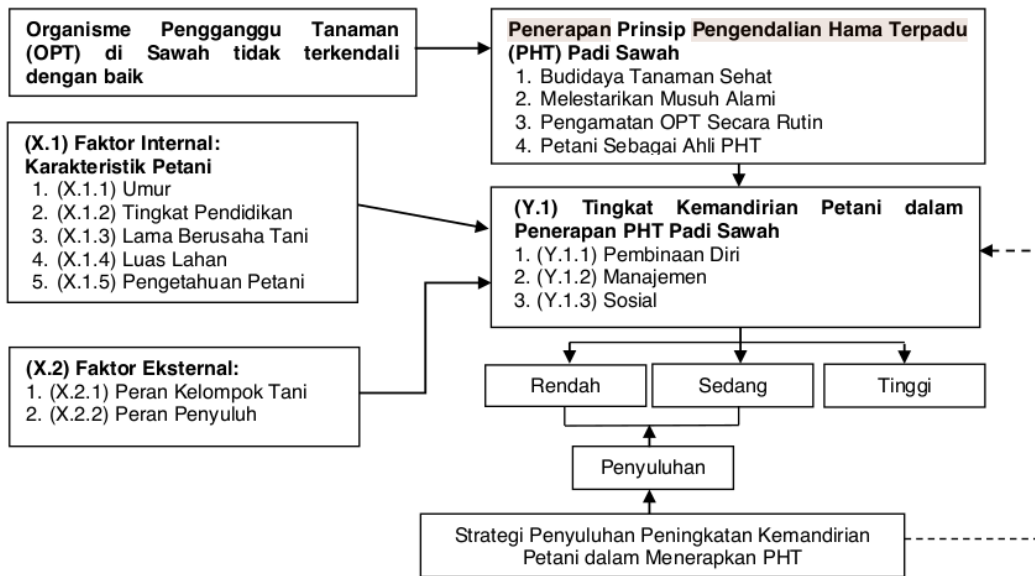 Organisme Pengganggu Tanaman
(OPT) di Sawah tidak terkendali
dengan baik
Penerapan Prinsip Pengendalian Hama Terpadu
(PHT) Padi Sawah
1. Budidaya Tanaman Sehat
2. Melestarikan Musuh Alami
3. Pengamatan OPT Secara Rutin
4. Petani Sebagai Ahli PHT
(X.1) Faktor Internal:
Karakteristik Petani
1. (X.1.1) Umur
2. (X.1.2) Tingkat Pendidikan
3. (X.1.3) Lama Berusaha Tani
4. (X.1.4) Luas Lahan
5. (X.1.5) Pengetahuan Petani
(Y.1) Tingkat Kemandirian Petani dalam
Penerapan PHT Padi Sawah
1. (Y.1.1) Pembinaan Diri
2. (Y.1.2) Manajemen
3. (Y.1.3) Sosial
(X.2) Faktor Eksternal:
1. (X.2.1) Peran Kelompok Tani
2. (X.2.2) Peran Penyuluh
Rendah
Sedang
Tinggi
Penyuluhan
Strategi Penyuluhan Peningkatan Kemandirian
Petani dalam Menerapkan PHT